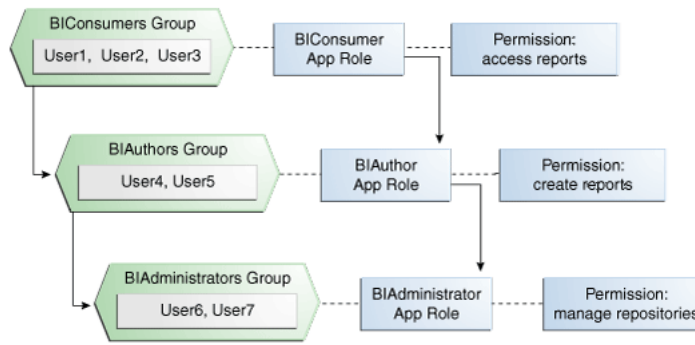 BIConsumers Group
User1, User2, User3
BIConsumer
App Role
Permission:
access reports
BIAuthors Group
User4, User5
BIAuthor
App Role
Permission:
create reports
BIAdministrators Group
User6, User7
BIAdministrator
App Role
Permission:
manage repositories